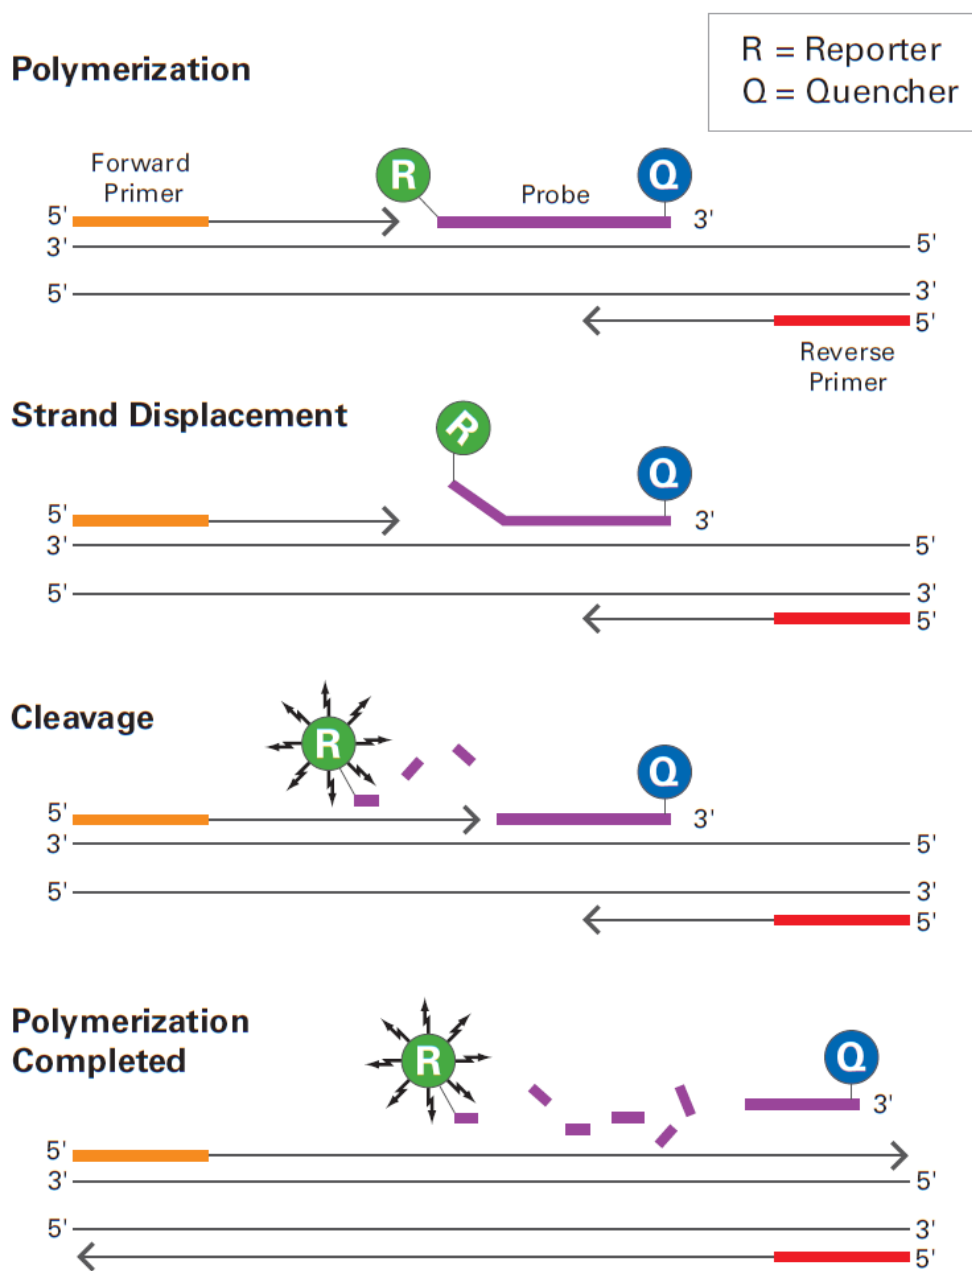 R = Reporter
Q = Quencher
Polymerization
Forward
Primer
R
Probe
Q
5'
3'
3'
5'
5'
3'
5'
Reverse
Primer
Strand Displacement
R
Q
5'
3'
3'
5'
5'
3'
5'
Cleavage
R
Q
5'
3'
3'
5'
5'
3'
5'
Polymerization
Completed
R
Q
3'
5'
3'
5'
5'
3'
5'